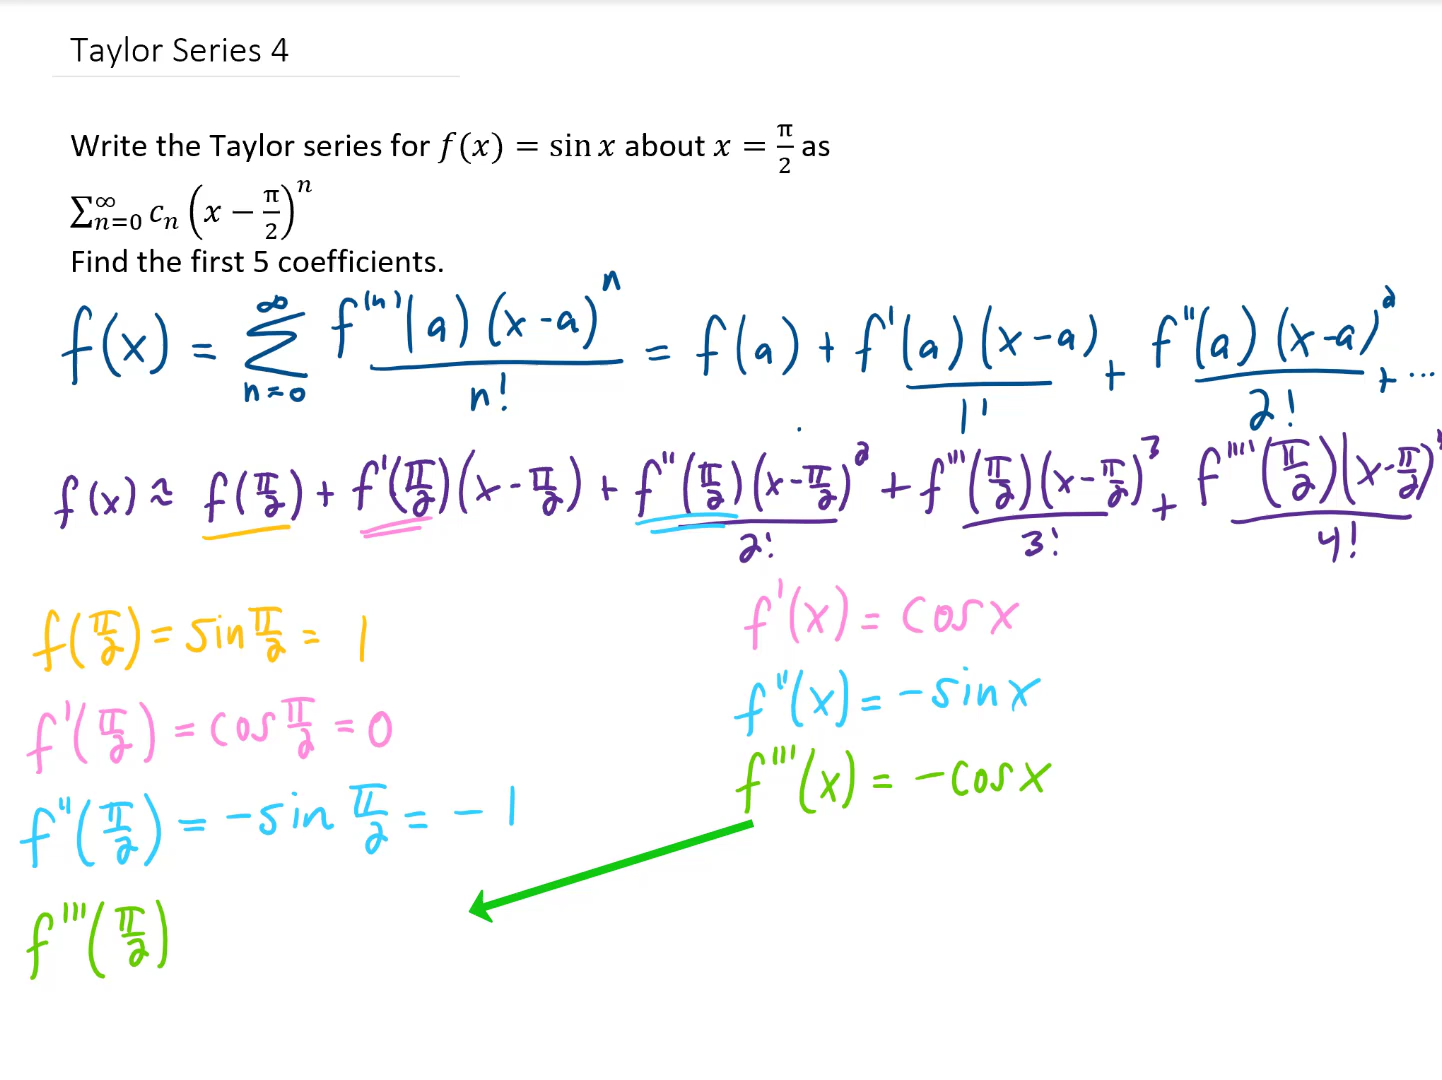 Taylor Series 4
Write the Taylor series for f(x) = sin x about x = π/2 as
∑_{n=0}^{∞} c_n (x − π/2)^n
Find the first 5 coefficients.
f(x) = ∑_{n=0}^{∞} f^{(n)}(a)(x-a)^n / n! = f(a) + f'(a)(x-a) / 1! + f''(a)(x-a)^2 / 2! + ...
f(x) ≈ f(π/2) + f'(π/2)(x-π/2) + f''(π/2)(x-π/2)^2 / 2! + f'''(π/2)(x-π/2)^3 / 3! + f''''(π/2)(x-π/2)^4 / 4!
f(π/2) = sin π/2 = 1
f'(x) = cos x
f'(π/2) = cos π/2 = 0
f''(x) = -sin x
f''(π/2) = -sin π/2 = -1
f'''(x) = -cos x
f'''(π/2)